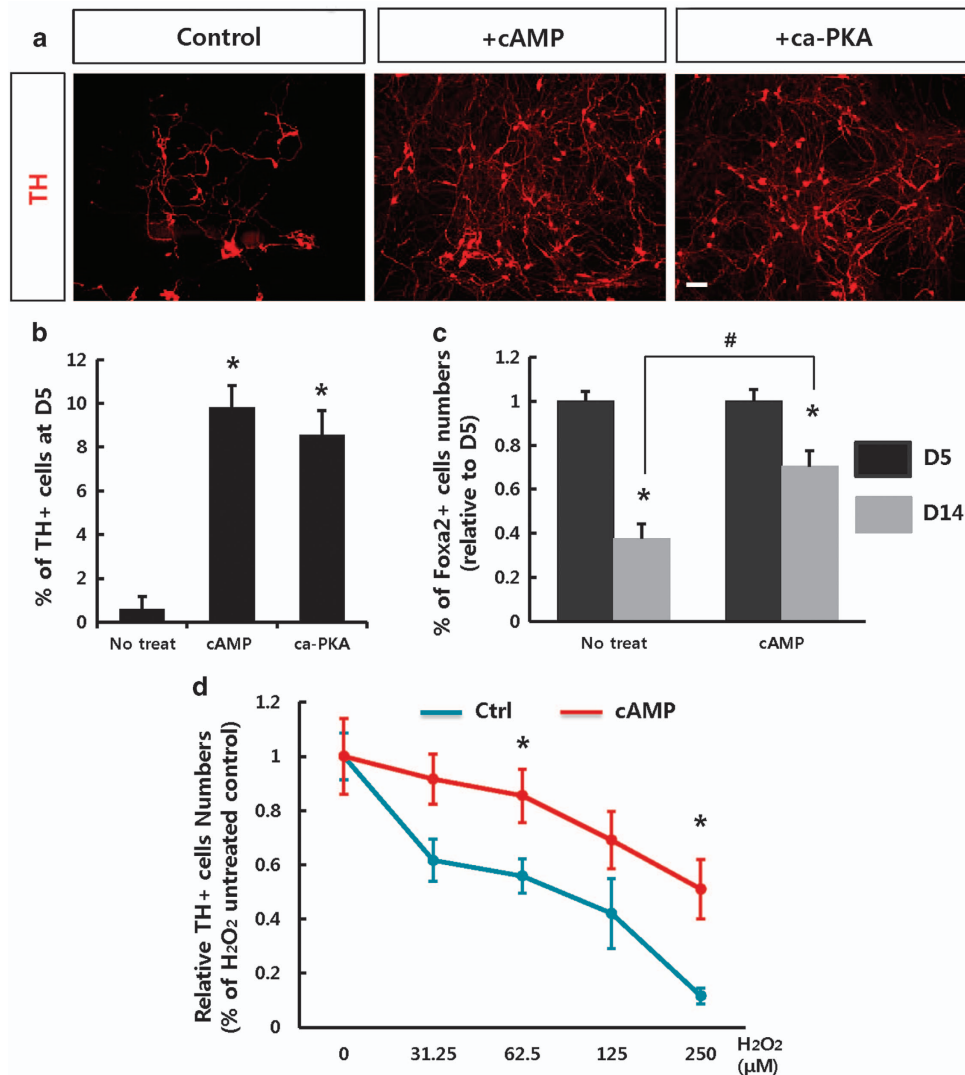 a
Control
+cAMP
+ca-PKA
TH
b
% of TH+ cells at D5
12
10
8
6
4
2
0
*
*
No treat
cAMP
ca-PKA
c
% of Foxa2+ cells numbers
(relative to D5)
1.2
1
0.8
0.6
0.4
0.2
0
#
*
*
No treat
cAMP
D5
D14
d
Relative TH+ cells Numbers
(% of H2O2 untreated control)
1.2
1
0.8
0.6
0.4
0.2
0
Ctrl
cAMP
*
*
0
31.25
62.5
125
250
H2O2
(μM)